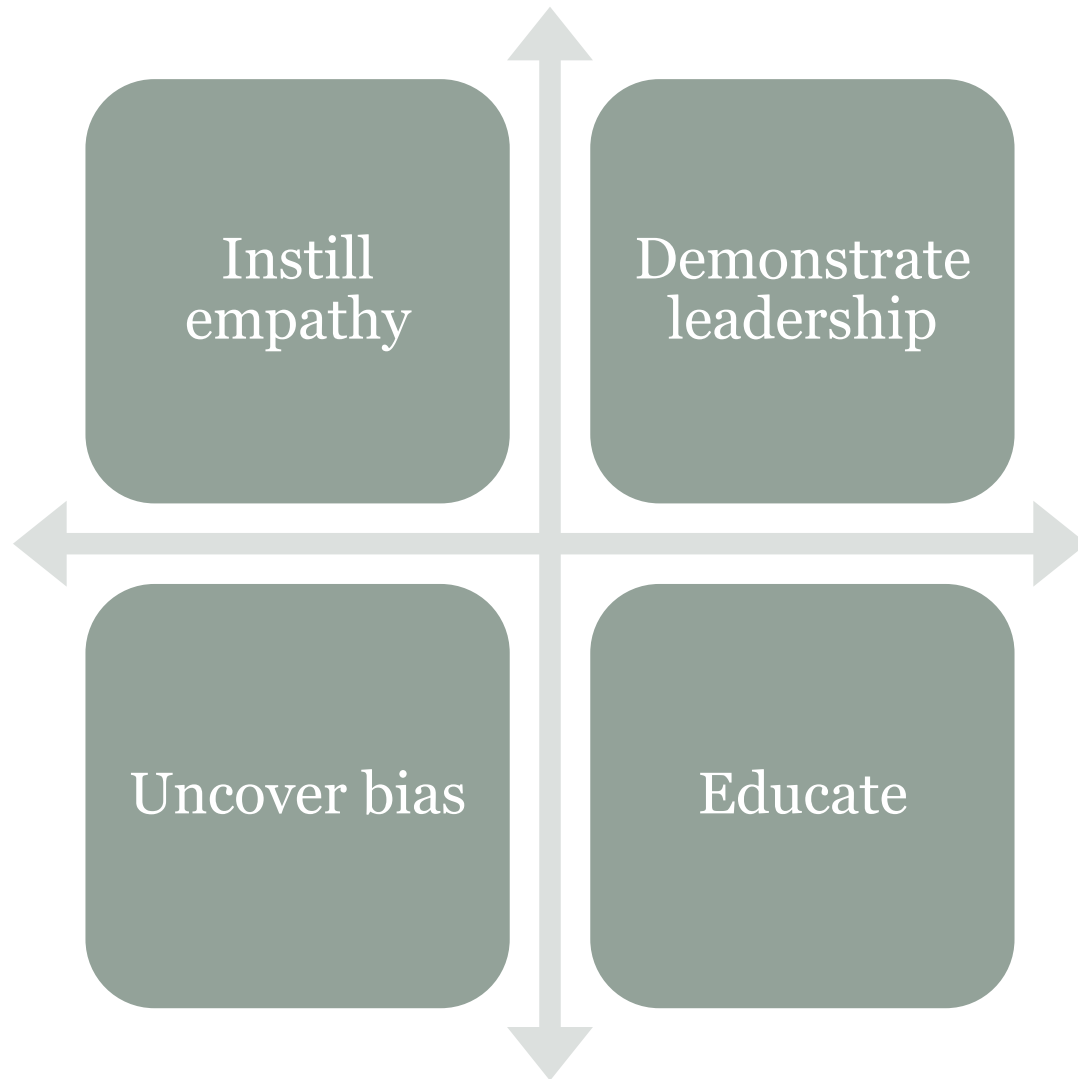 Instill
empathy
Demonstrate
leadership
Uncover bias
Educate